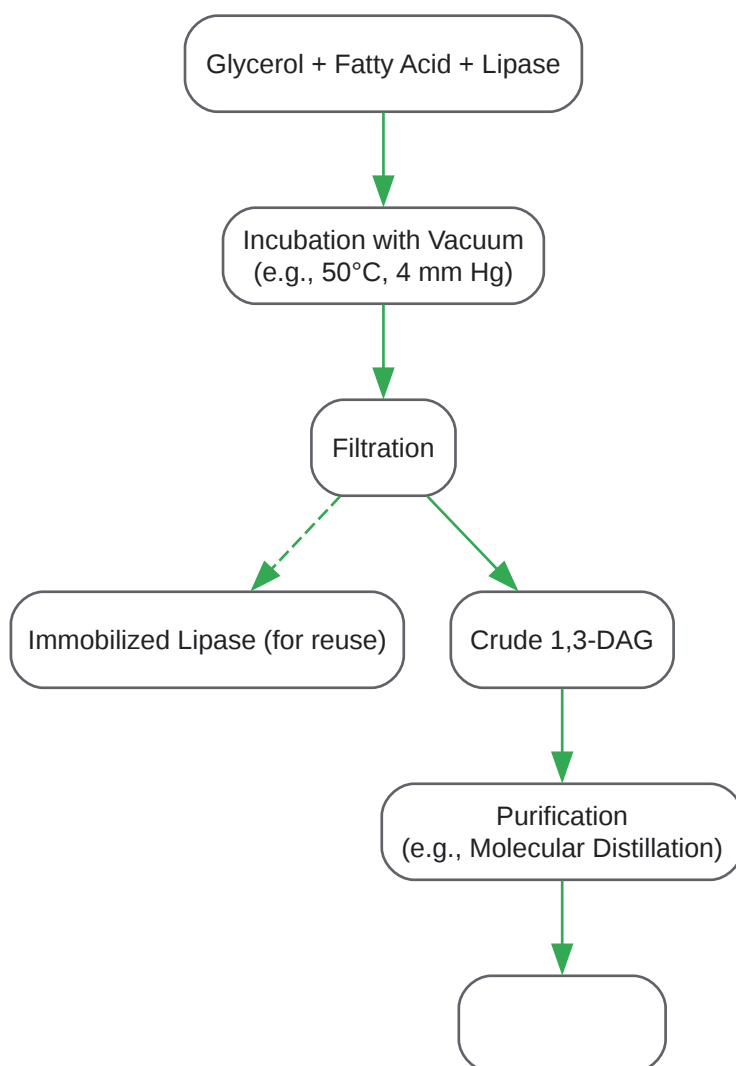 Glycerol + Fatty Acid + Lipase
Incubation with Vacuum
(e.g., 50°C, 4 mm Hg)
Filtration
Immobilized Lipase (for reuse)
Crude 1,3-DAG
Purification
(e.g., Molecular Distillation)